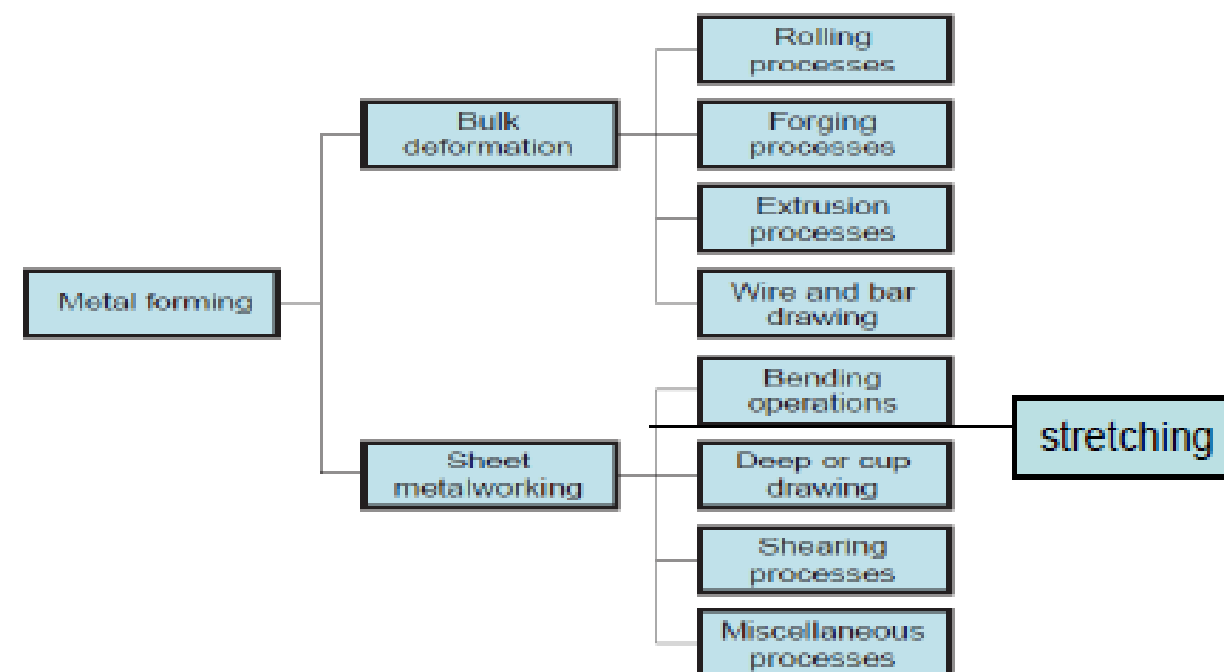 Rolling
processes
Bulk
deformation
Forging
processes
Extrusion
processes
Metal forming
Wire and bar
drawing
Bending
operations
stretching
Sheet
metalworking
Deep or cup
drawing
Shearing
processes
Miscellaneous
processes